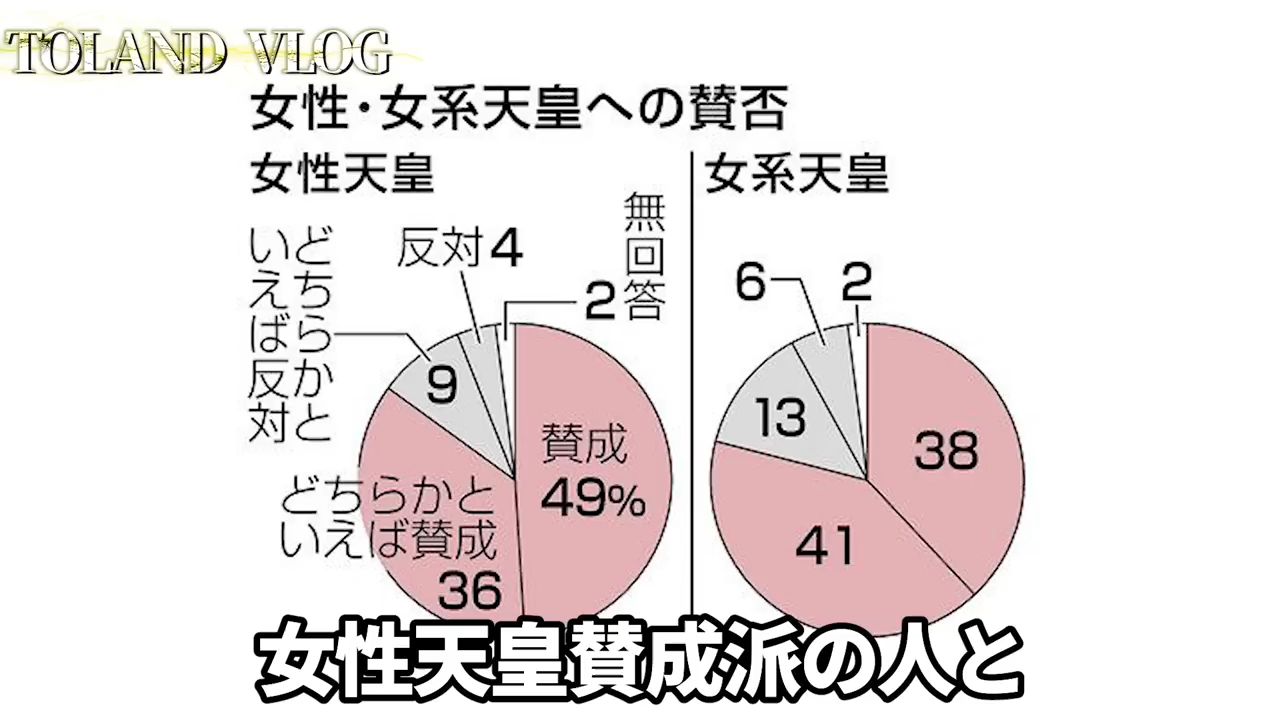 TOLAND VLOG
女性・女系天皇への賛否
女性天皇
どちらかと
いえば反対
9
反対4
無回答
2
賛成
49%
どちらかと
いえば賛成
36
女系天皇
6
2
13
38
41
女性天皇賛成派の人と